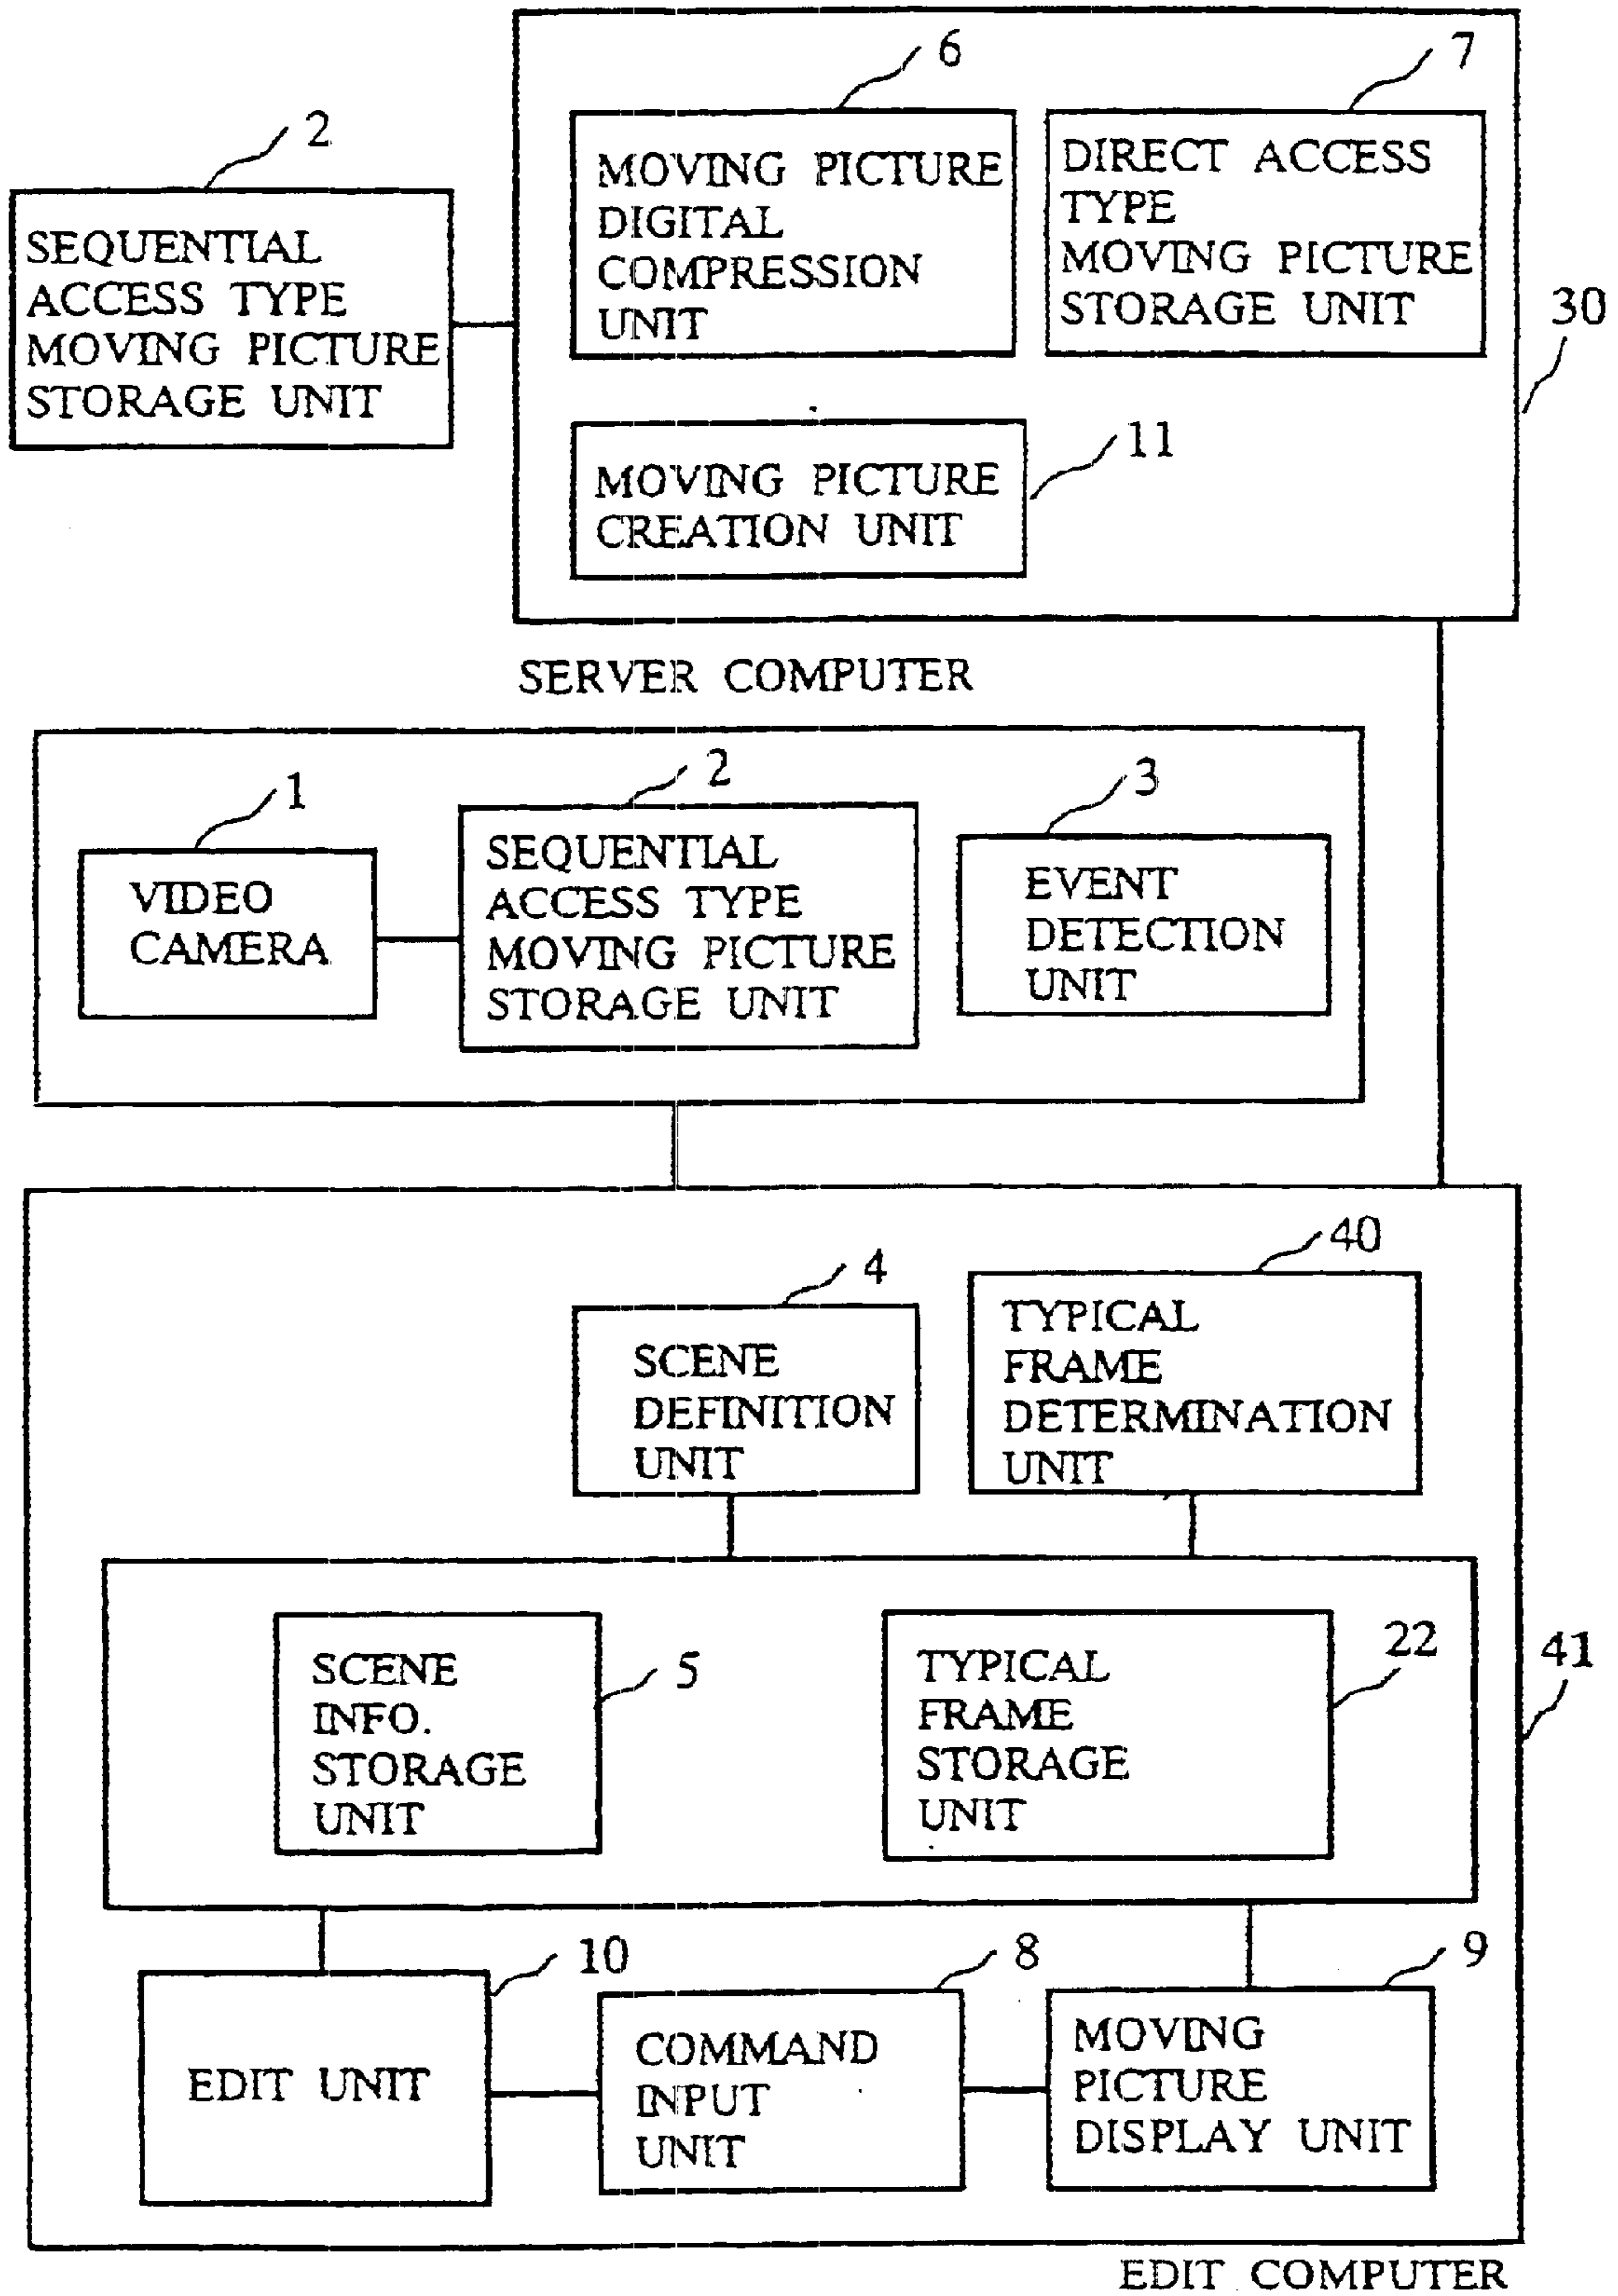 6
7
2
MOVING PICTURE
DIGITAL
COMPRESSION
UNIT
DIRECT ACCESS
TYPE
MOVING PICTURE
STORAGE UNIT
SEQUENTIAL
ACCESS TYPE
MOVING PICTURE
STORAGE UNIT
30
11
MOVING PICTURE
CREATION UNIT
SERVER COMPUTER
1
2
3
VIDEO
CAMERA
SEQUENTIAL
ACCESS TYPE
MOVING PICTURE
STORAGE UNIT
EVENT
DETECTION
UNIT
4
40
SCENE
DEFINITION
UNIT
TYPICAL
FRAME
DETERMINATION
UNIT
SCENE
INFO.
STORAGE
UNIT
5
TYPICAL
FRAME
STORAGE
UNIT
22
41
10
8
9
EDIT UNIT
COMMAND
INPUT
UNIT
MOVING
PICTURE
DISPLAY UNIT
EDIT COMPUTER